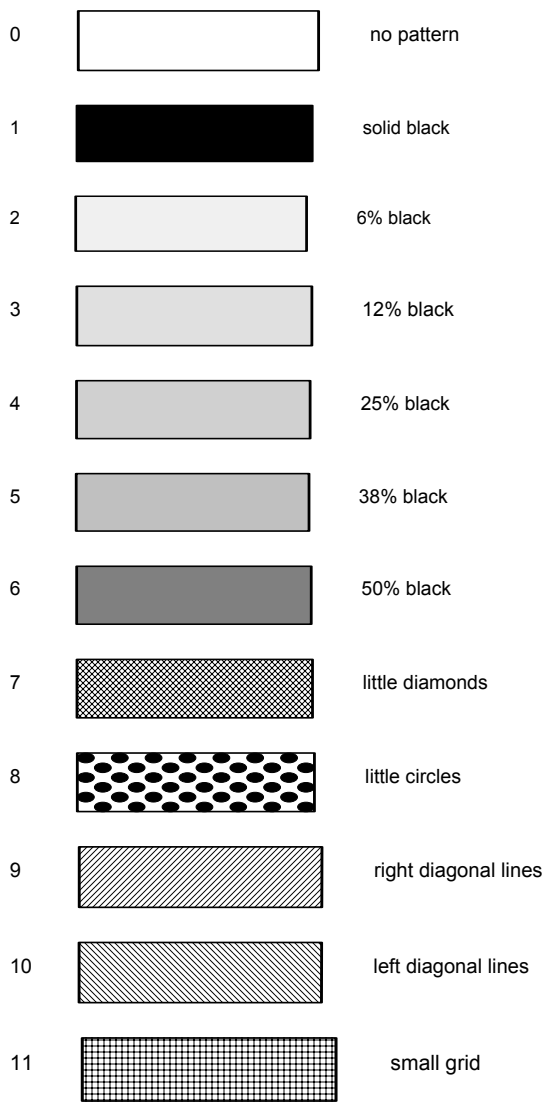 0 no pattern
1 solid black
2 6% black
3 12% black
4 25% black
5 38% black
6 50% black
7 little diamonds
8 little circles
9 right diagonal lines
10 left diagonal lines
11 small grid